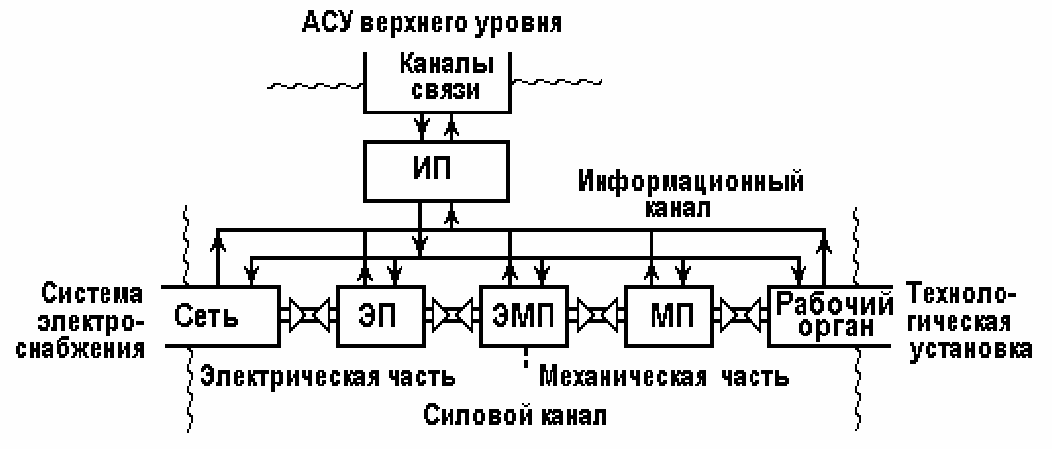 АСУ верхнего уровня
Каналы
связи
ИП
Информационный
канал
Система
электро-
снабжения
Сеть
ЭП
ЭМП
МП
Рабочий
орган
Техноло-
гическая
установка
Электрическая часть
Механическая часть
Силовой канал